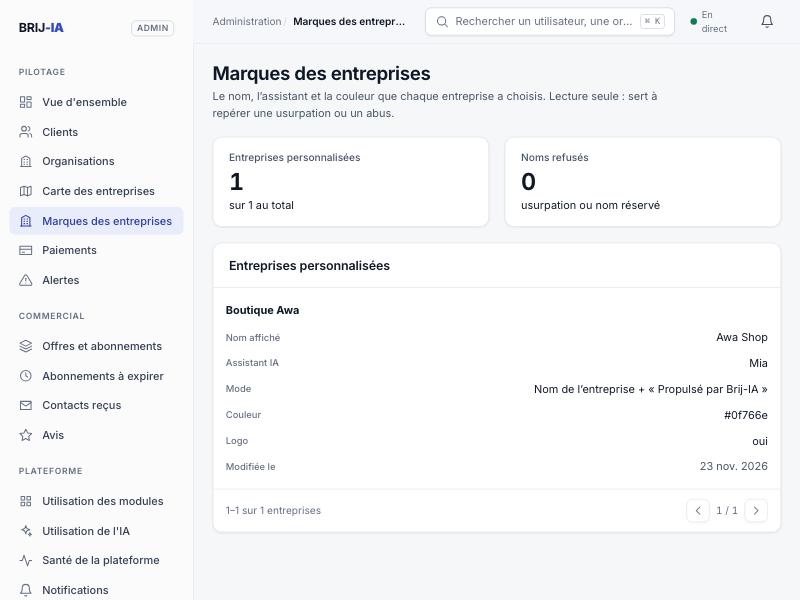 BRIJ-IA
ADMIN
PILOTAGE
Vue d'ensemble
Clients
Organisations
Carte des entreprises
Marques des entreprises
Paiements
Alertes
COMMERCIAL
Offres et abonnements
Abonnements à expirer
Contacts reçus
Avis
PLATEFORME
Utilisation des modules
Utilisation de l'IA
Santé de la plateforme
Notifications
Administration / Marques des entrepr...
Rechercher un utilisateur, une or... ⌘ K
En direct
Marques des entreprises
Le nom, l’assistant et la couleur que chaque entreprise a choisis. Lecture seule : sert à
repérer une usurpation ou un abus.
Entreprises personnalisées
1
sur 1 au total
Noms refusés
0
usurpation ou nom réservé
Entreprises personnalisées
Boutique Awa
Nom affiché Awa Shop
Assistant IA Mia
Mode Nom de l’entreprise + « Propulsé par Brij-IA »
Couleur #0f766e
Logo oui
Modifiée le 23 nov. 2026
1–1 sur 1 entreprises
1 / 1